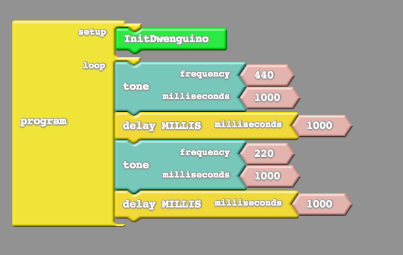 setup InitDwenguino
loop
frequency 440
tone
milliseconds 1000
program delay MILLIS milliseconds 1000
frequency 220
tone
milliseconds 1000
delay MILLIS milliseconds 1000